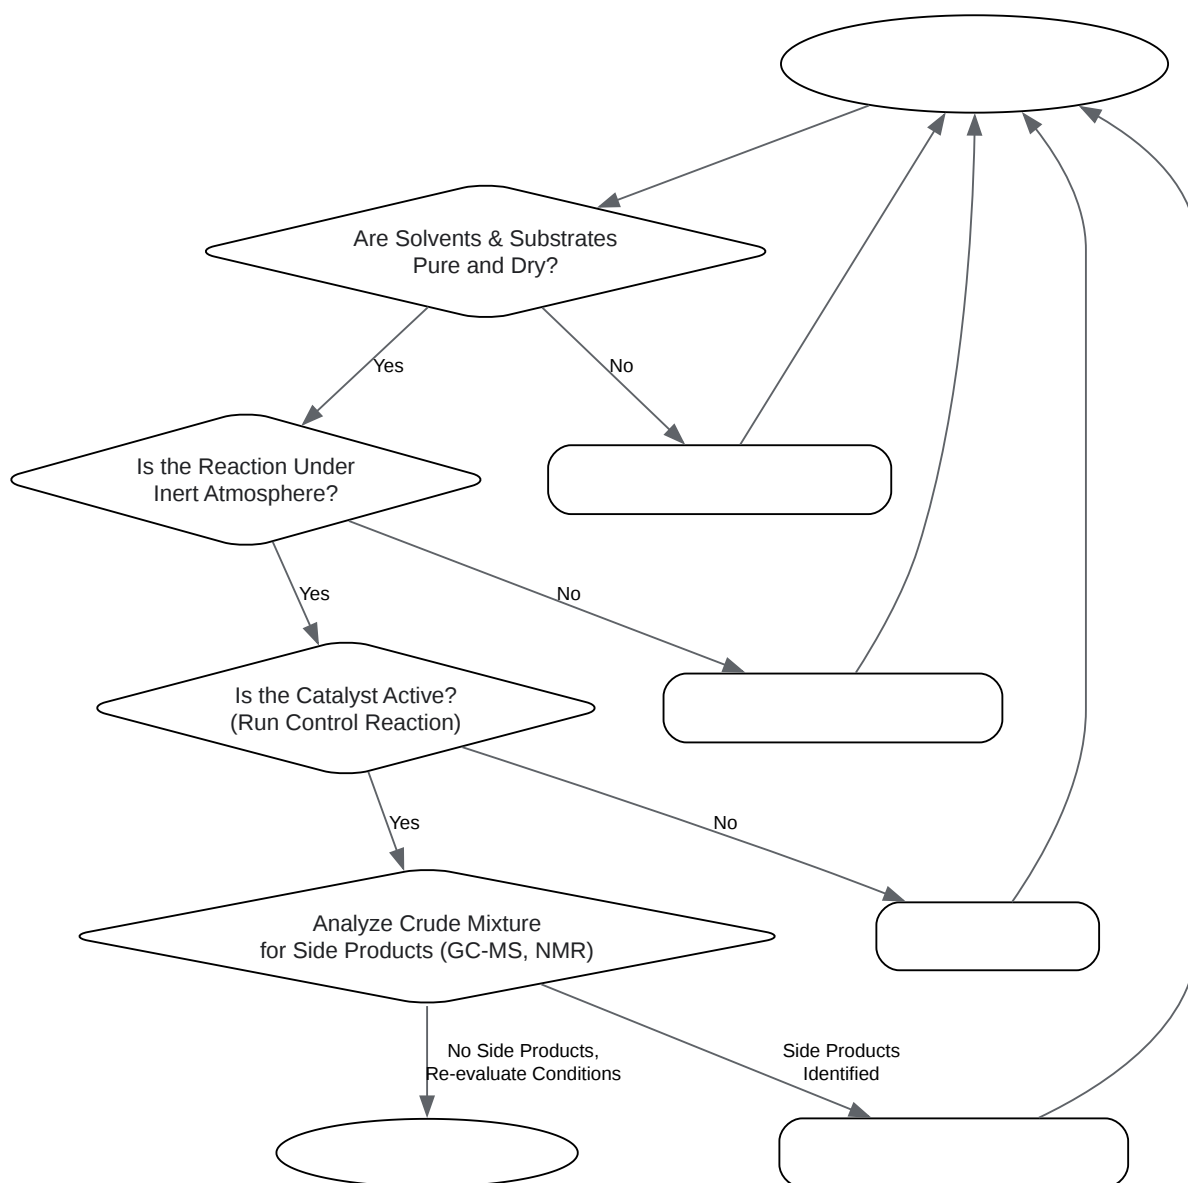 Are Solvents & Substrates
Pure and Dry?
Yes
No
Is the Reaction Under
Inert Atmosphere?
Yes
No
Is the Catalyst Active?
(Run Control Reaction)
Yes
No
Analyze Crude Mixture
for Side Products (GC-MS, NMR)
No Side Products,
Re-evaluate Conditions
Side Products
Identified